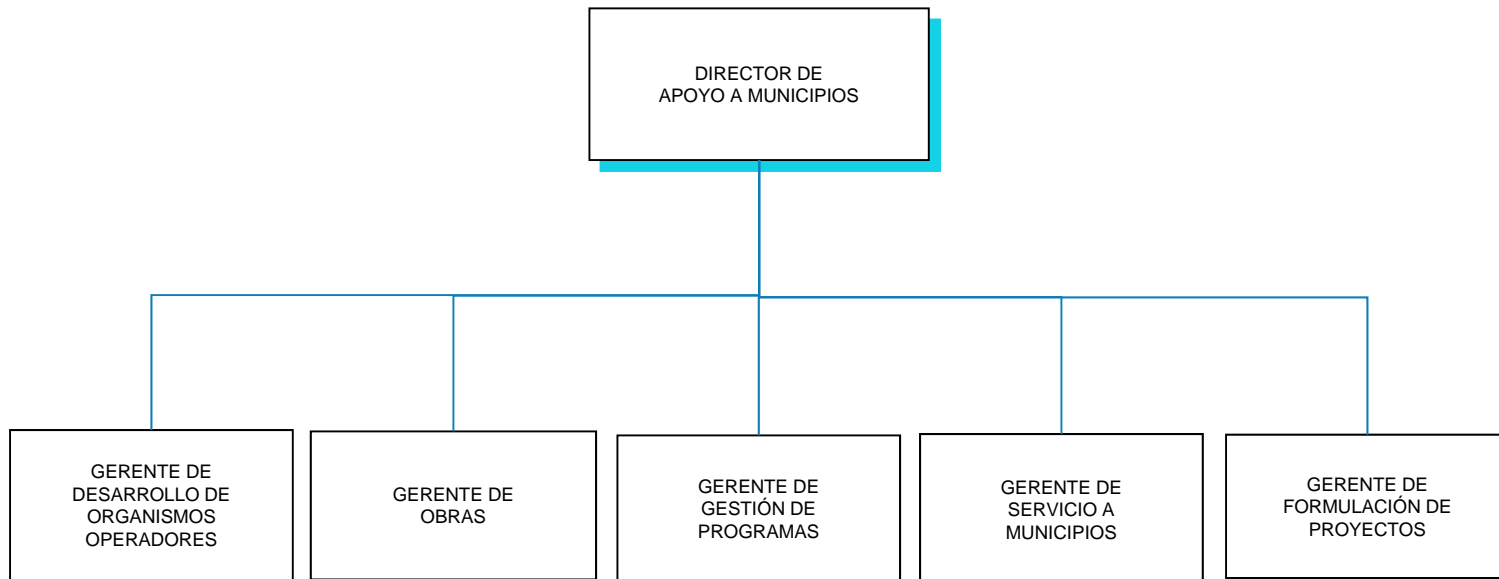 DIRECTOR DE
APOYO A MUNICIPIOS
GERENTE DE
DESARROLLO DE
ORGANISMOS
OPERADORES
GERENTE DE
OBRAS
GERENTE DE
GESTIÓN DE
PROGRAMAS
GERENTE DE
SERVICIO A
MUNICIPIOS
GERENTE DE
FORMULACIÓN DE
PROYECTOS